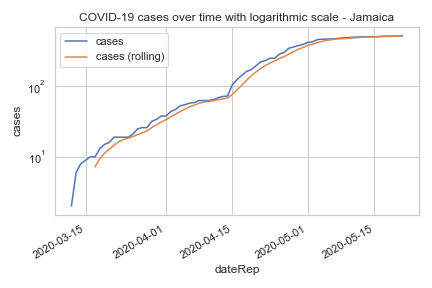 COVID-19 cases over time with logarithmic scale - Jamaica
cases
cases (rolling)
10²
10¹
cases
2020-03-15
2020-04-01
2020-04-15
2020-05-01
2020-05-15
dateRep